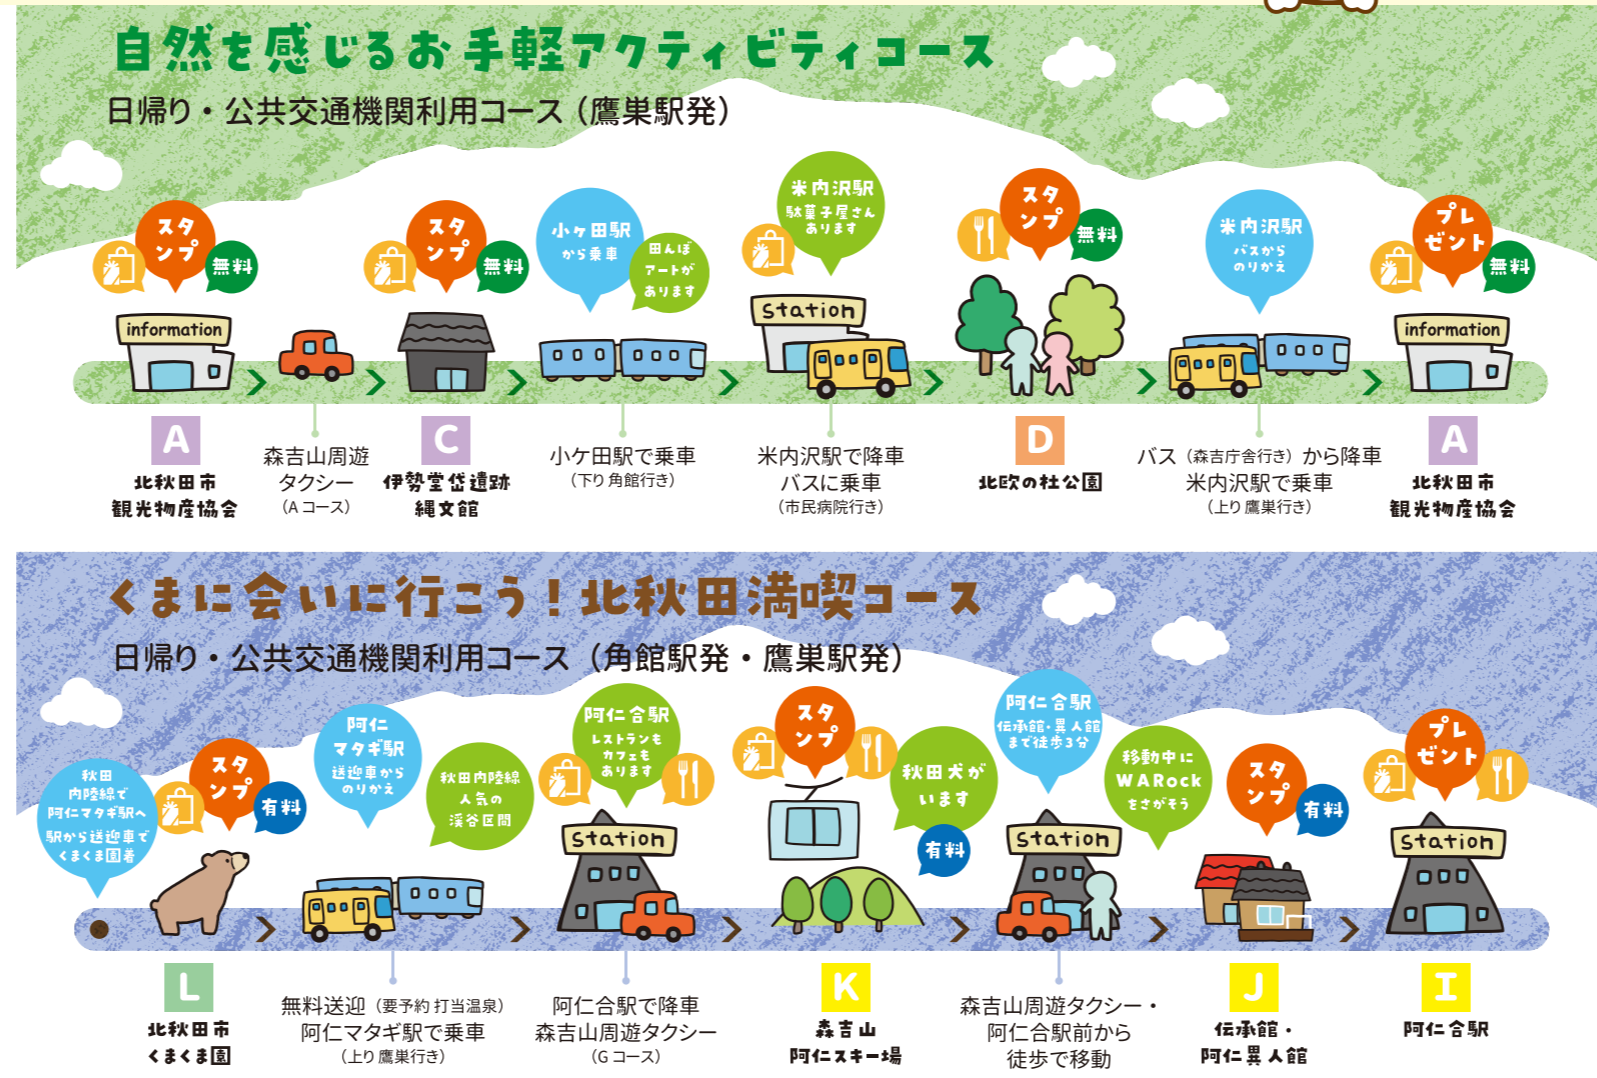 自然を感じるお手軽アクティビティコース
日帰り・公共交通機関利用コース（鷹巣駅発）
スタ
ンプ
無料
スタ
ンプ
無料
小ヶ田駅
から乗車
田んぼ
アートが
あります
米内沢駅
駄菓子屋さん
あります
スタ
ンプ
無料
米内沢駅
バスから
のりかえ
プレ
ゼント
無料
information
Station
information
A
北秋田市
観光物産協会
森吉山周遊
タクシー
（Aコース）
C
伊勢堂岱遺跡
縄文館
小ケ田駅で乗車
（下り 角館行き）
米内沢駅で降車
バスに乗車
（市民病院行き）
D
北欧の杜公園
バス（森吉庁舎行き）から降車
米内沢駅で乗車
（上り 鷹巣行き）
A
北秋田市
観光物産協会
くまに会いに行こう！北秋田満喫コース
日帰り・公共交通機関利用コース（角館駅発・鷹巣駅発）
秋田
内陸線で
阿仁マタギ駅へ
駅から送迎車で
くまくま園着
スタ
ンプ
有料
阿仁
マタギ駅
送迎車から
のりかえ
秋田内陸線
人気の
渓谷区間
阿仁合駅
レストランも
カフェも
あります
スタ
ンプ
秋田犬が
います
有料
阿仁合駅
伝承館・異人館
まで徒歩3分
移動中に
WARock
をさがそう
スタ
ンプ
有料
プレ
ゼント
Station
Station
Station
L
北秋田市
くまくま園
無料送迎（要予約 打当温泉）
阿仁マタギ駅で乗車
（上り 鷹巣行き）
阿仁合駅で降車
森吉山周遊タクシー
（Gコース）
K
森吉山
阿仁スキー場
森吉山周遊タクシー・
阿仁合駅前から
徒歩で移動
J
伝承館・
阿仁異人館
I
阿仁合駅